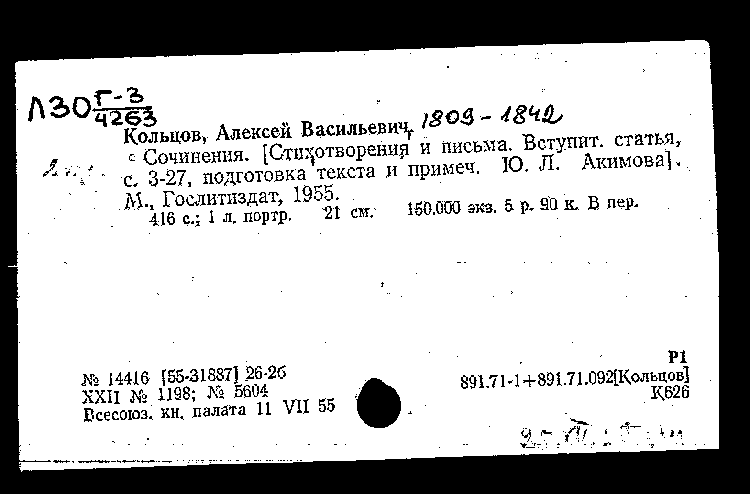 Л30 Г-3/4263
Кольцов, Алексей Васильевич, 1809-1842
Сочинения. [Стихотворения и письма. Вступит. статья,
с. 3-27, подготовка текста и примеч. Ю. Л. Акимова].
М., Гослитиздат, 1955.
416 с.; 1 л. портр. 21 см. 150.000 экз. 5 р. 90 к. В пер.
Р1
№ 14416 [55-31887] 26-26
891.71-1+891.71.092[Кольцов]
XXII № 1198; № 5604
К626
Всесоюз. кн. палата 11 VII 55